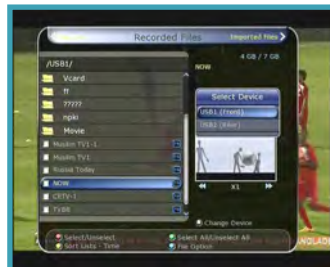 Recorded Files
Imported Files
4 GB / 7 GB
/USB1/
NOW
Vcard
ff
?????
npki
Movie
Muslim TV1-1
Muslim TV1
Russia Today
NOW
CRTV-1
TVBS
Select Device
USB1 (Front)
USB2 (Rear)
X1
Change Device
Select/Unselect
Select All/Unselect All
Sort Lists - Time
File Option
ANGLADE